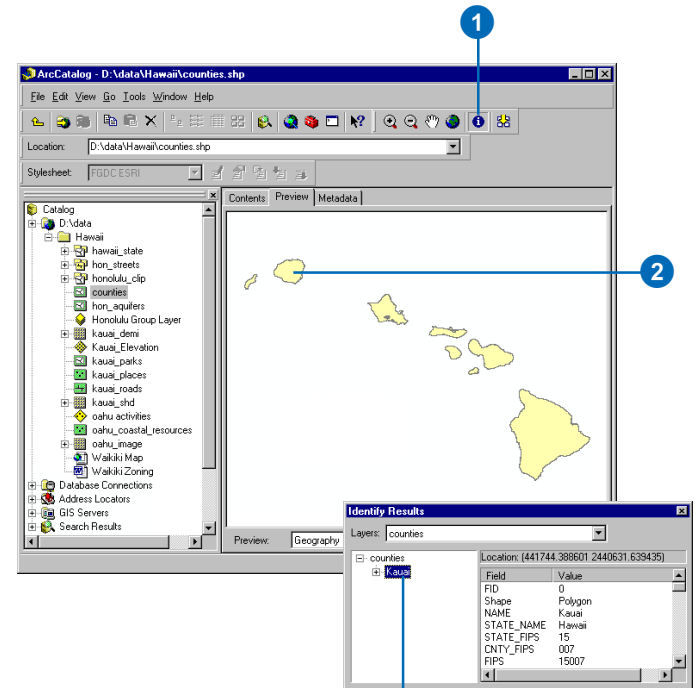 1
ArcCatalog - D:\data\Hawaii\counties.shp
File Edit View Go Tools Window Help
Location: D:\data\Hawaii\counties.shp
Stylesheet: FGDC ESRI
Contents Preview Metadata
Catalog
D:\data
Hawaii
hawaii_state
hon_streets
honolulu_clip
counties
hon_aquifers
Honolulu Group Layer
kauai_demi
Kauai_Elevation
kauai_parks
kauai_places
kauai_roads
kauai_shd
oahu activities
oahu_coastal_resources
oahu_image
Waikiki Map
Waikiki Zoning
Database Connections
Address Locators
GIS Servers
Search Results
2
Preview: Geography
Identify Results
Layers: counties
counties
Kauai
Location: (441744.388601 2440631.639435)
Field Value
FID 0
Shape Polygon
NAME Kauai
STATE_NAME Hawaii
STATE_FIPS 15
CNTY_FIPS 007
FIPS 15007